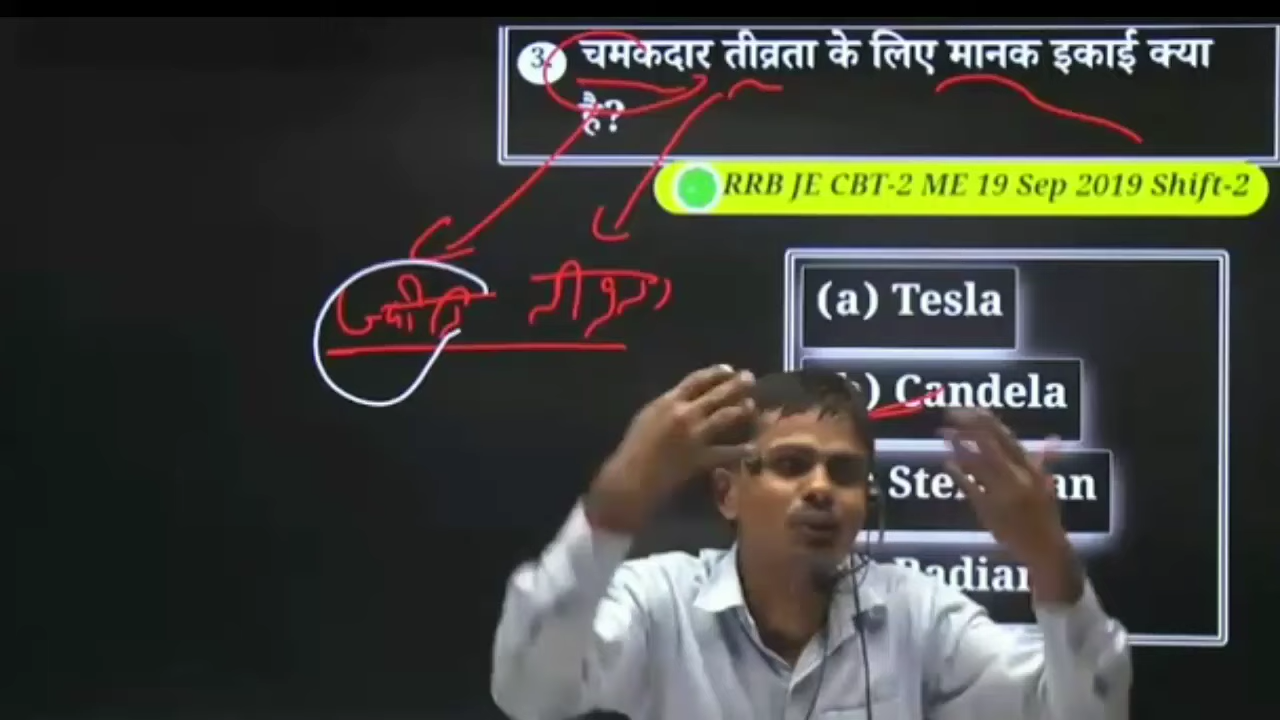 3. चमकदार तीव्रता के लिए मानक इकाई क्या
है?
RRB JE CBT-2 ME 19 Sep 2019 Shift-2
ज्योति तीव्रता
(a) Tesla
) Candela